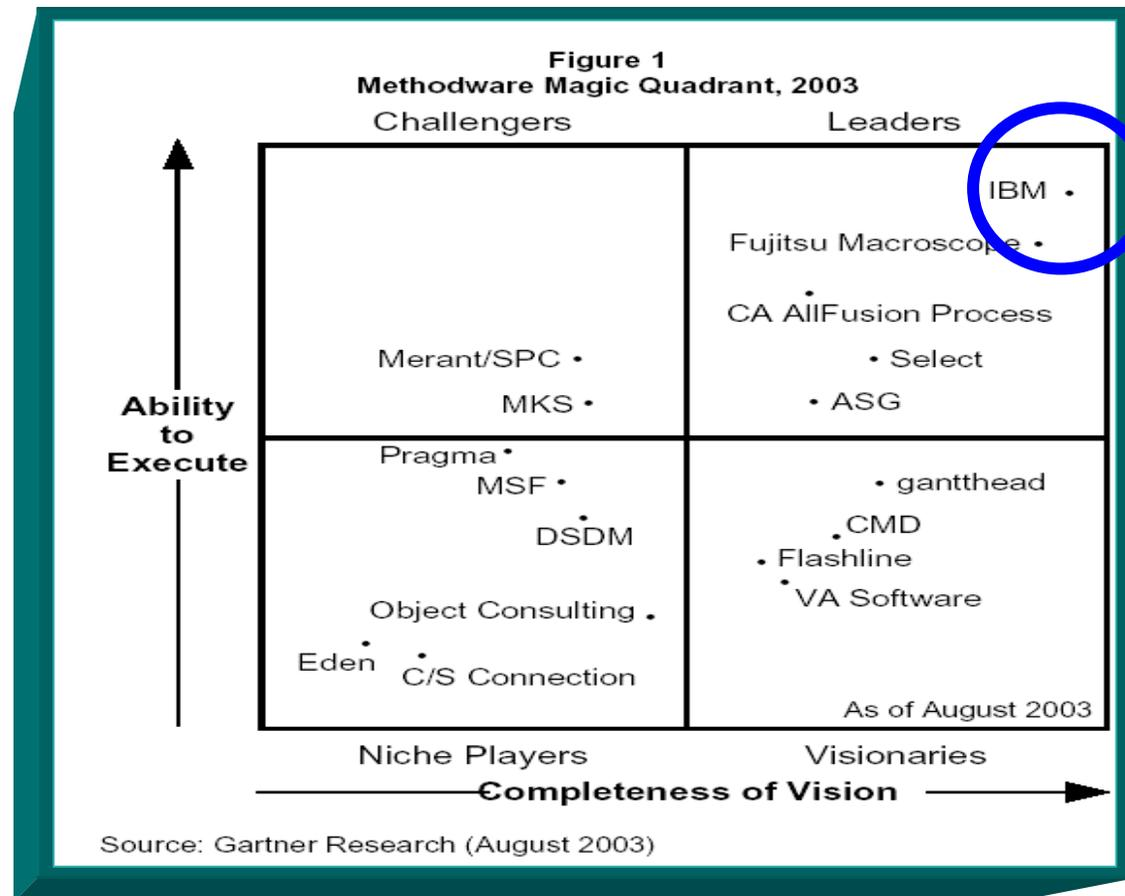 Figure 1
Methodware Magic Quadrant, 2003
Challengers
Leaders
IBM
Fujitsu Macroscope
CA AllFusion Process
Merant/SPC
Select
MKS
ASG
Ability
to
Execute
Pragma
MSF
DSDM
gantthead
CMD
Flashline
VA Software
Object Consulting
Eden
C/S Connection
As of August 2003
Niche Players
Visionaries
Completeness of Vision
Source: Gartner Research (August 2003)